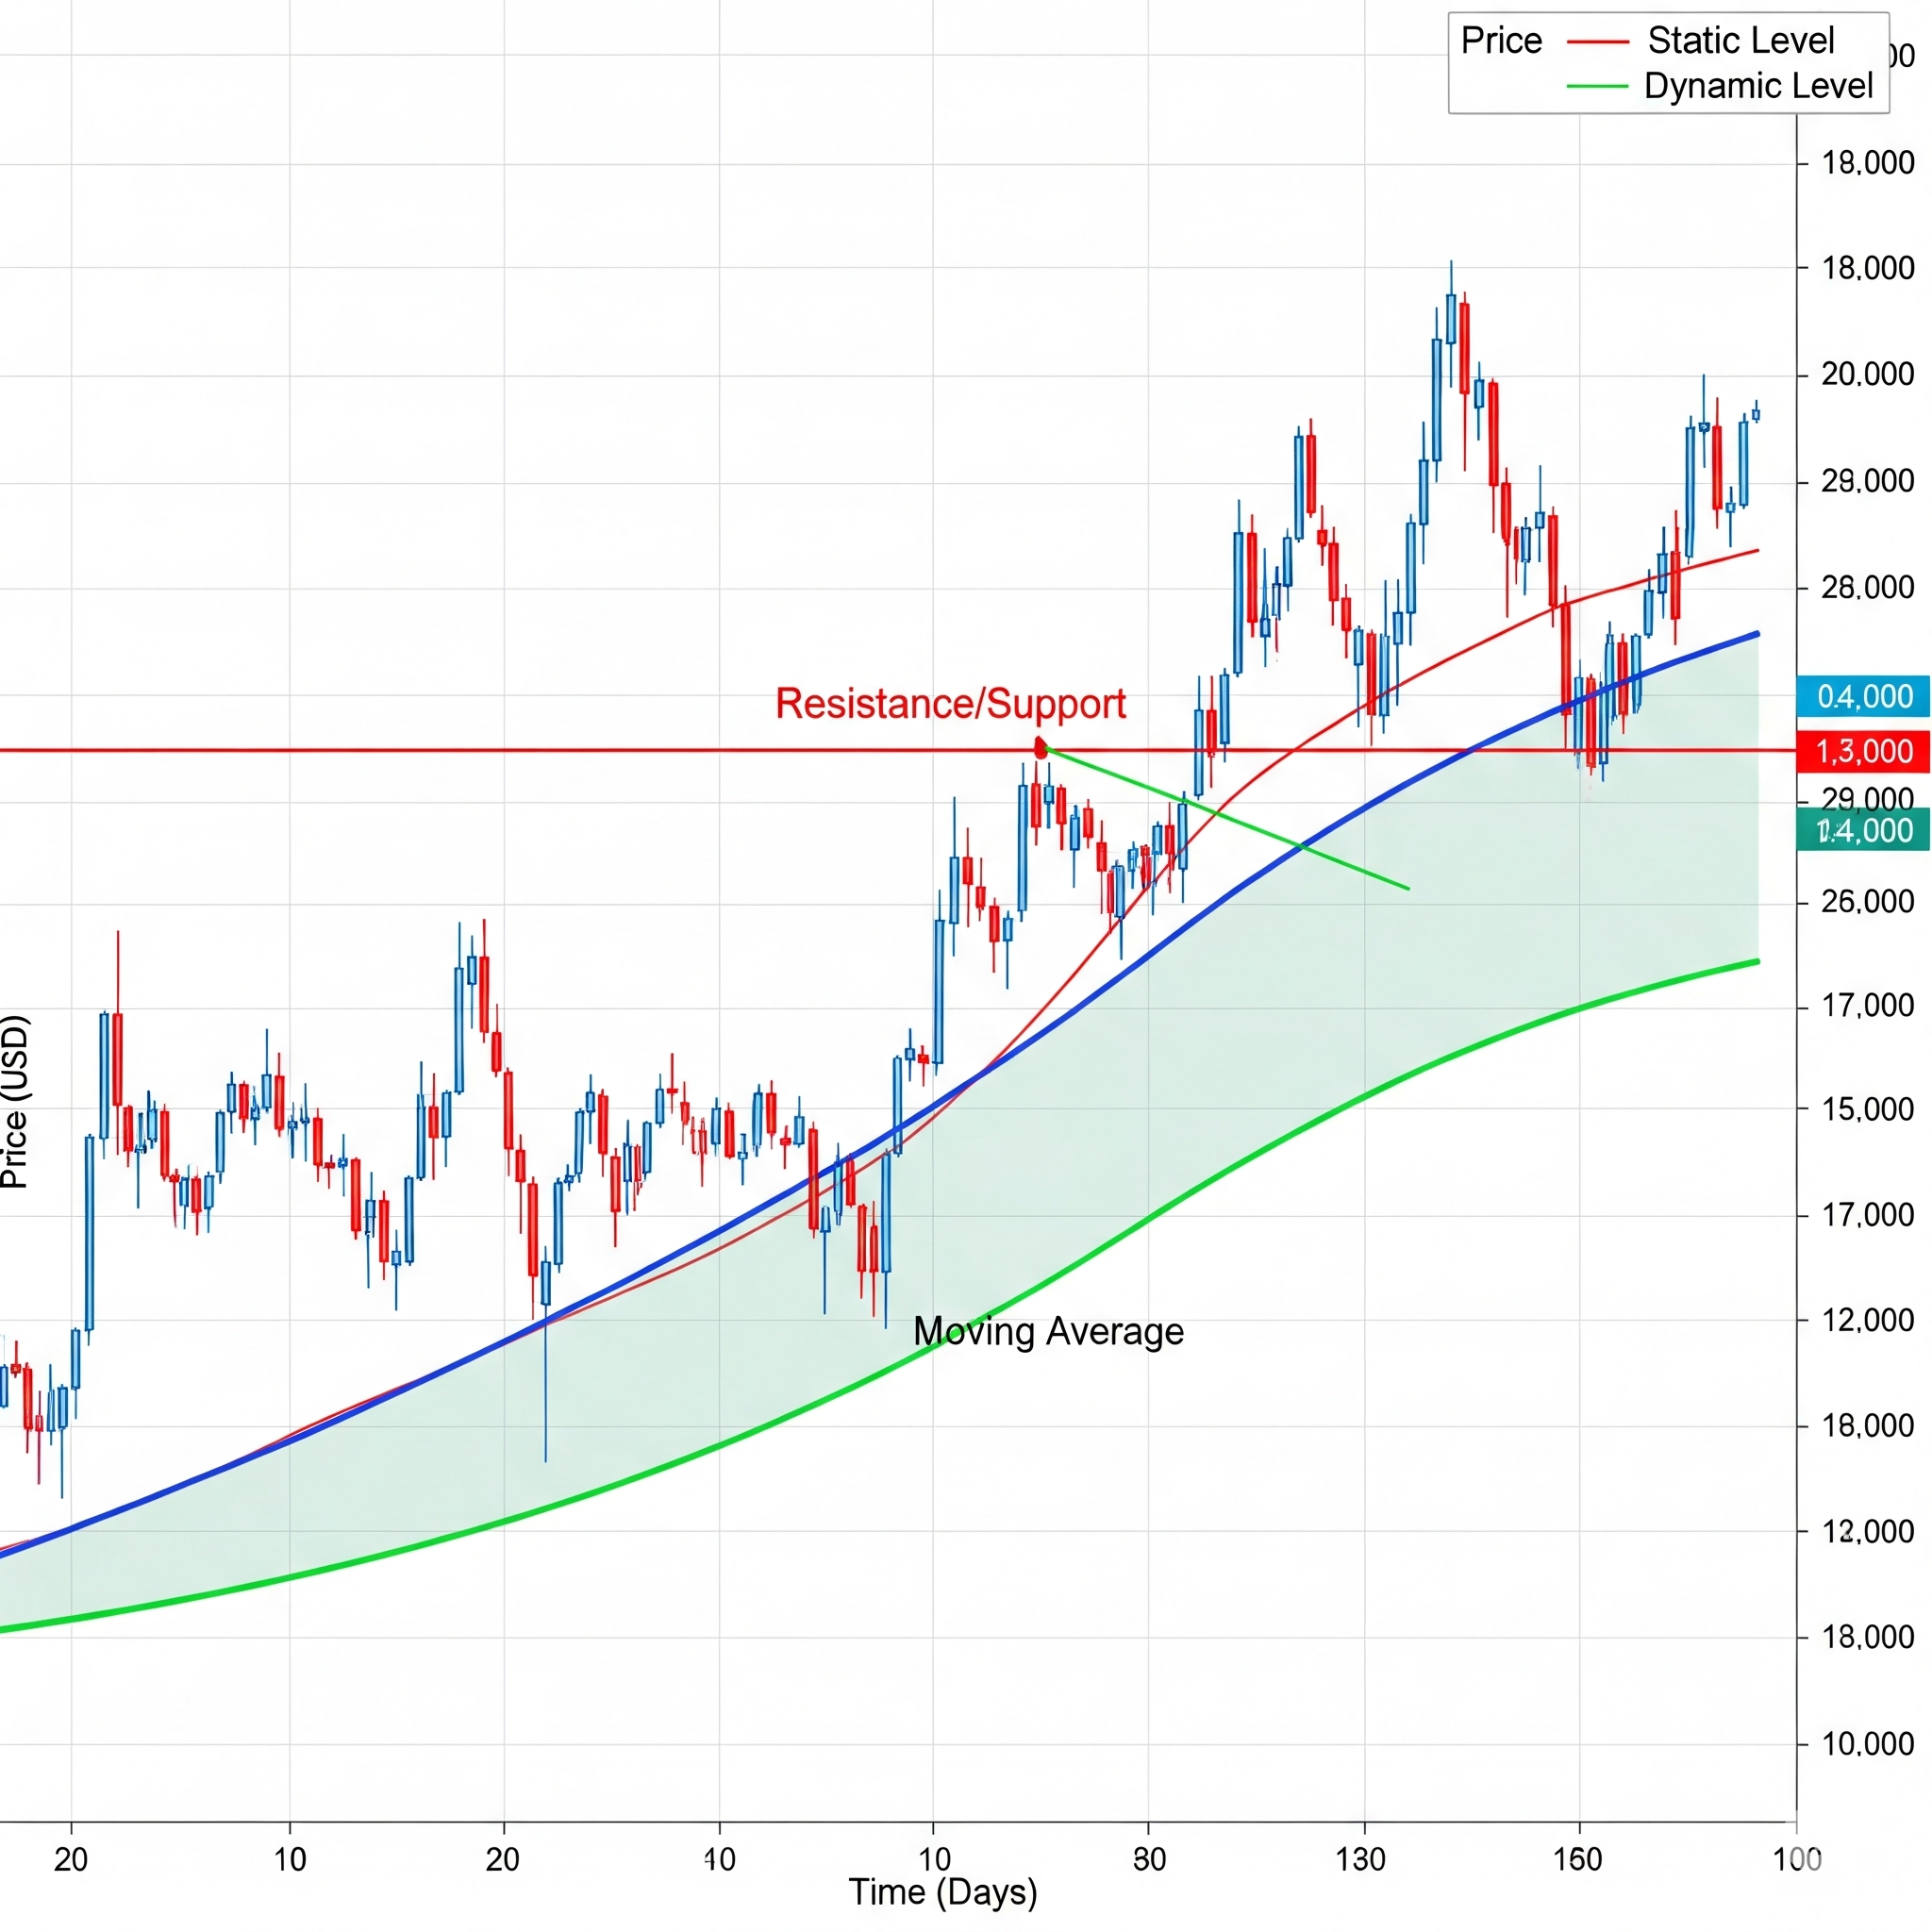 Price Static Level
Dynamic Level
00
18,000
18,000
20,000
29,000
28,000
Resistance/Support
0.4,000
1,3,000
29,000
26,000
17,000
Price (USD)
15,000
17,000
12,000
Moving Average
18,000
12,000
18,000
10,000
20 10 20 40 10 80 130 160 100
Time (Days)